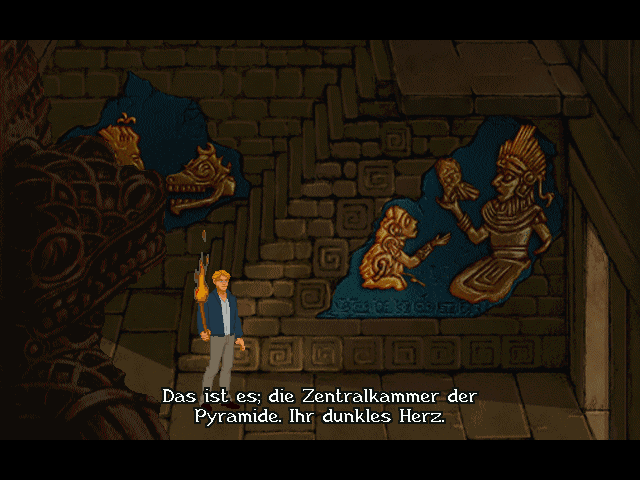 Das ist es; die Zentralkammer der
Pyramide. Ihr dunkles Herz.